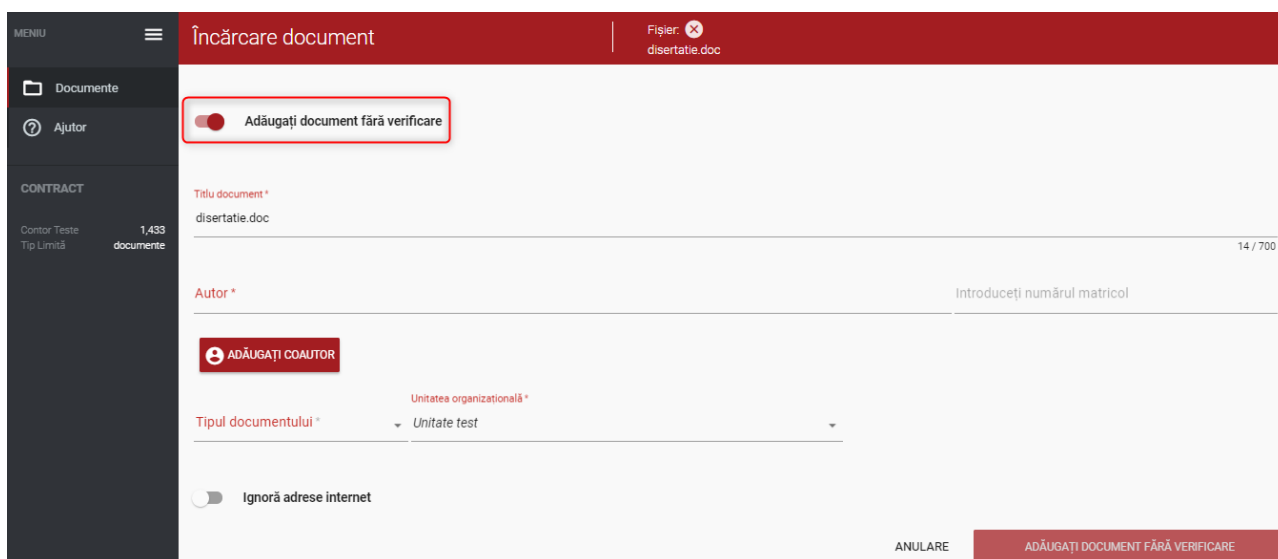 MENIU
Încărcare document
Fișier:
disertatie.doc
Documente
Ajutor
Adăugați document fără verificare
CONTRACT
Contor Teste 1,433
Tip Limită documente
Titlu document *
disertatie.doc
14 / 700
Autor *
Introduceți numărul matricol
ADĂUGAȚI COAUTOR
Tipul documentului *
Unitatea organizațională *
Unitate test
Ignoră adrese internet
ANULARE
ADĂUGAȚI DOCUMENT FĂRĂ VERIFICARE